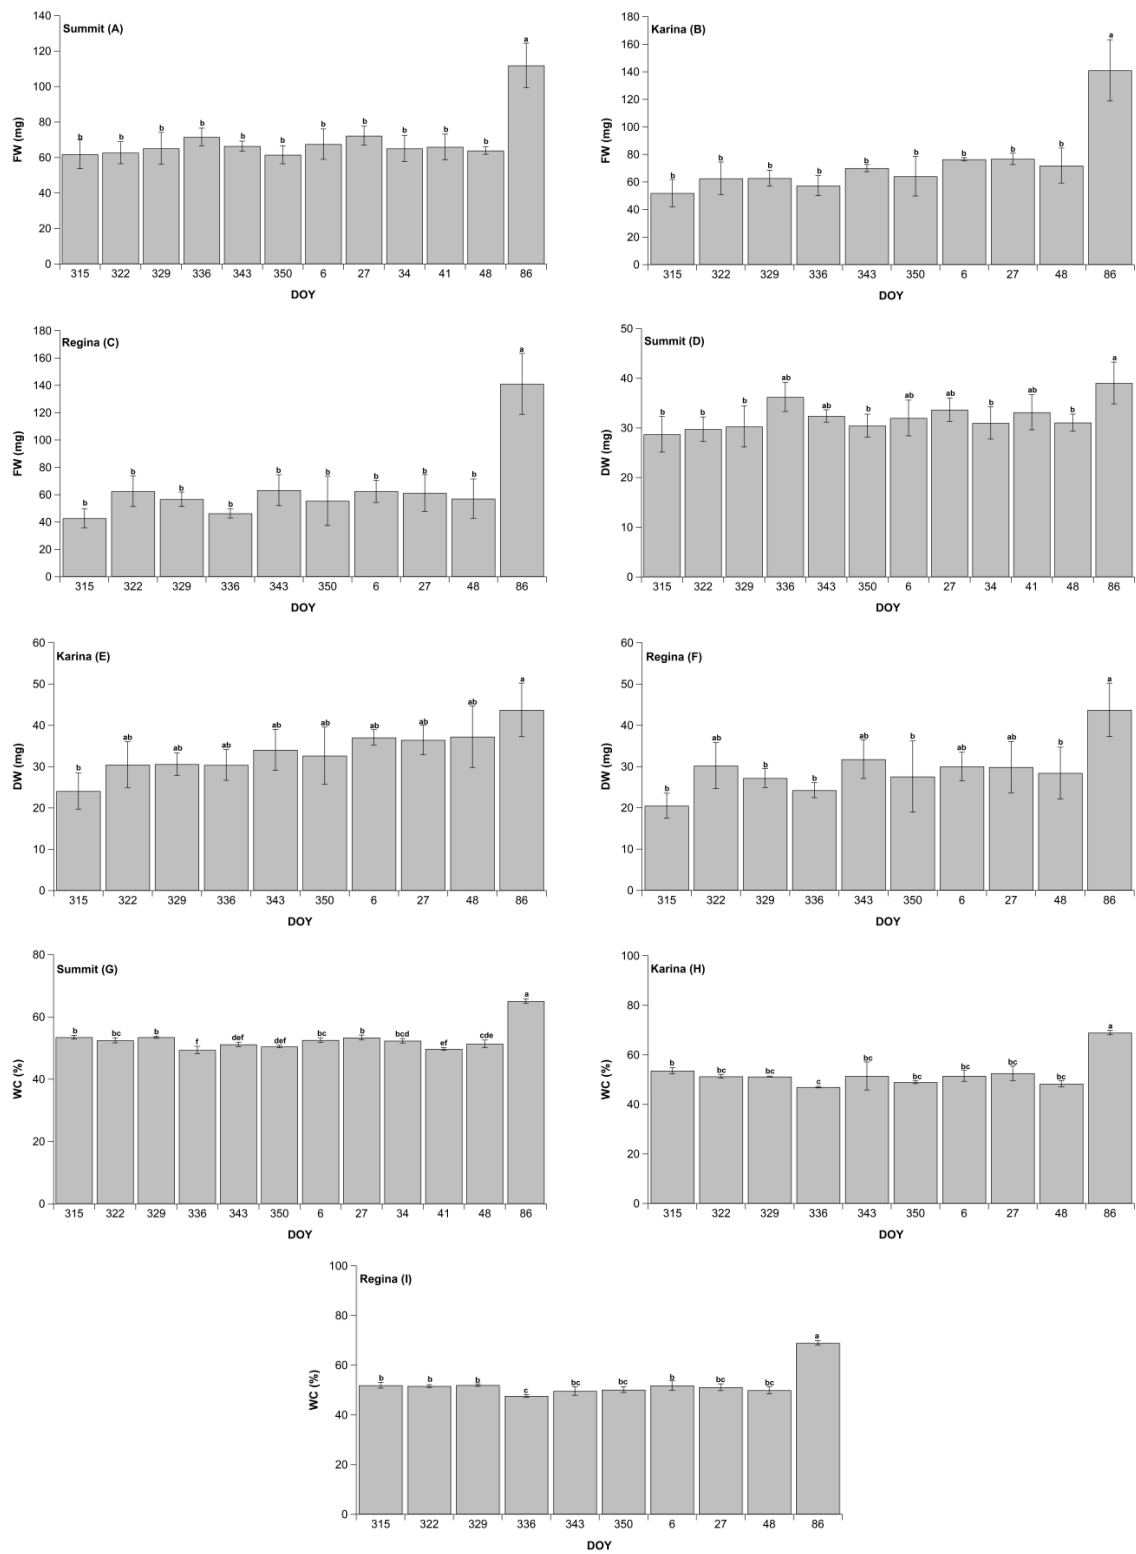 Summit (A)
FW (mg)
140
120
100
80
60
40
20
0
b b b b b b b b b b b a
315 322 329 336 343 350 6 27 34 41 48 86
DOY
Karina (B)
FW (mg)
180
160
140
120
100
80
60
40
20
0
b b b b b b b b b a
315 322 329 336 343 350 6 27 48 86
DOY
Regina (C)
FW (mg)
180
160
140
120
100
80
60
40
20
0
b b b b b b b b b a
315 322 329 336 343 350 6 27 48 86
DOY
Summit (D)
DW (mg)
50
40
30
20
10
0
b b b ab ab b ab ab b ab b a
315 322 329 336 343 350 6 27 34 41 48 86
DOY
Karina (E)
DW (mg)
60
50
40
30
20
10
0
b ab ab ab ab ab ab ab ab a
315 322 329 336 343 350 6 27 48 86
DOY
Regina (F)
DW (mg)
60
50
40
30
20
10
0
b ab b b ab b ab ab b a
315 322 329 336 343 350 6 27 48 86
DOY
Summit (G)
WC (%)
80
60
40
20
0
b bc b f def def bc b bcd ef cde a
315 322 329 336 343 350 6 27 34 41 48 86
DOY
Karina (H)
WC (%)
100
80
60
40
20
0
b bc bc c bc bc bc bc bc a
315 322 329 336 343 350 6 27 48 86
DOY
Regina (I)
WC (%)
100
80
60
40
20
0
b b b c bc bc b bc bc a
315 322 329 336 343 350 6 27 48 86
DOY